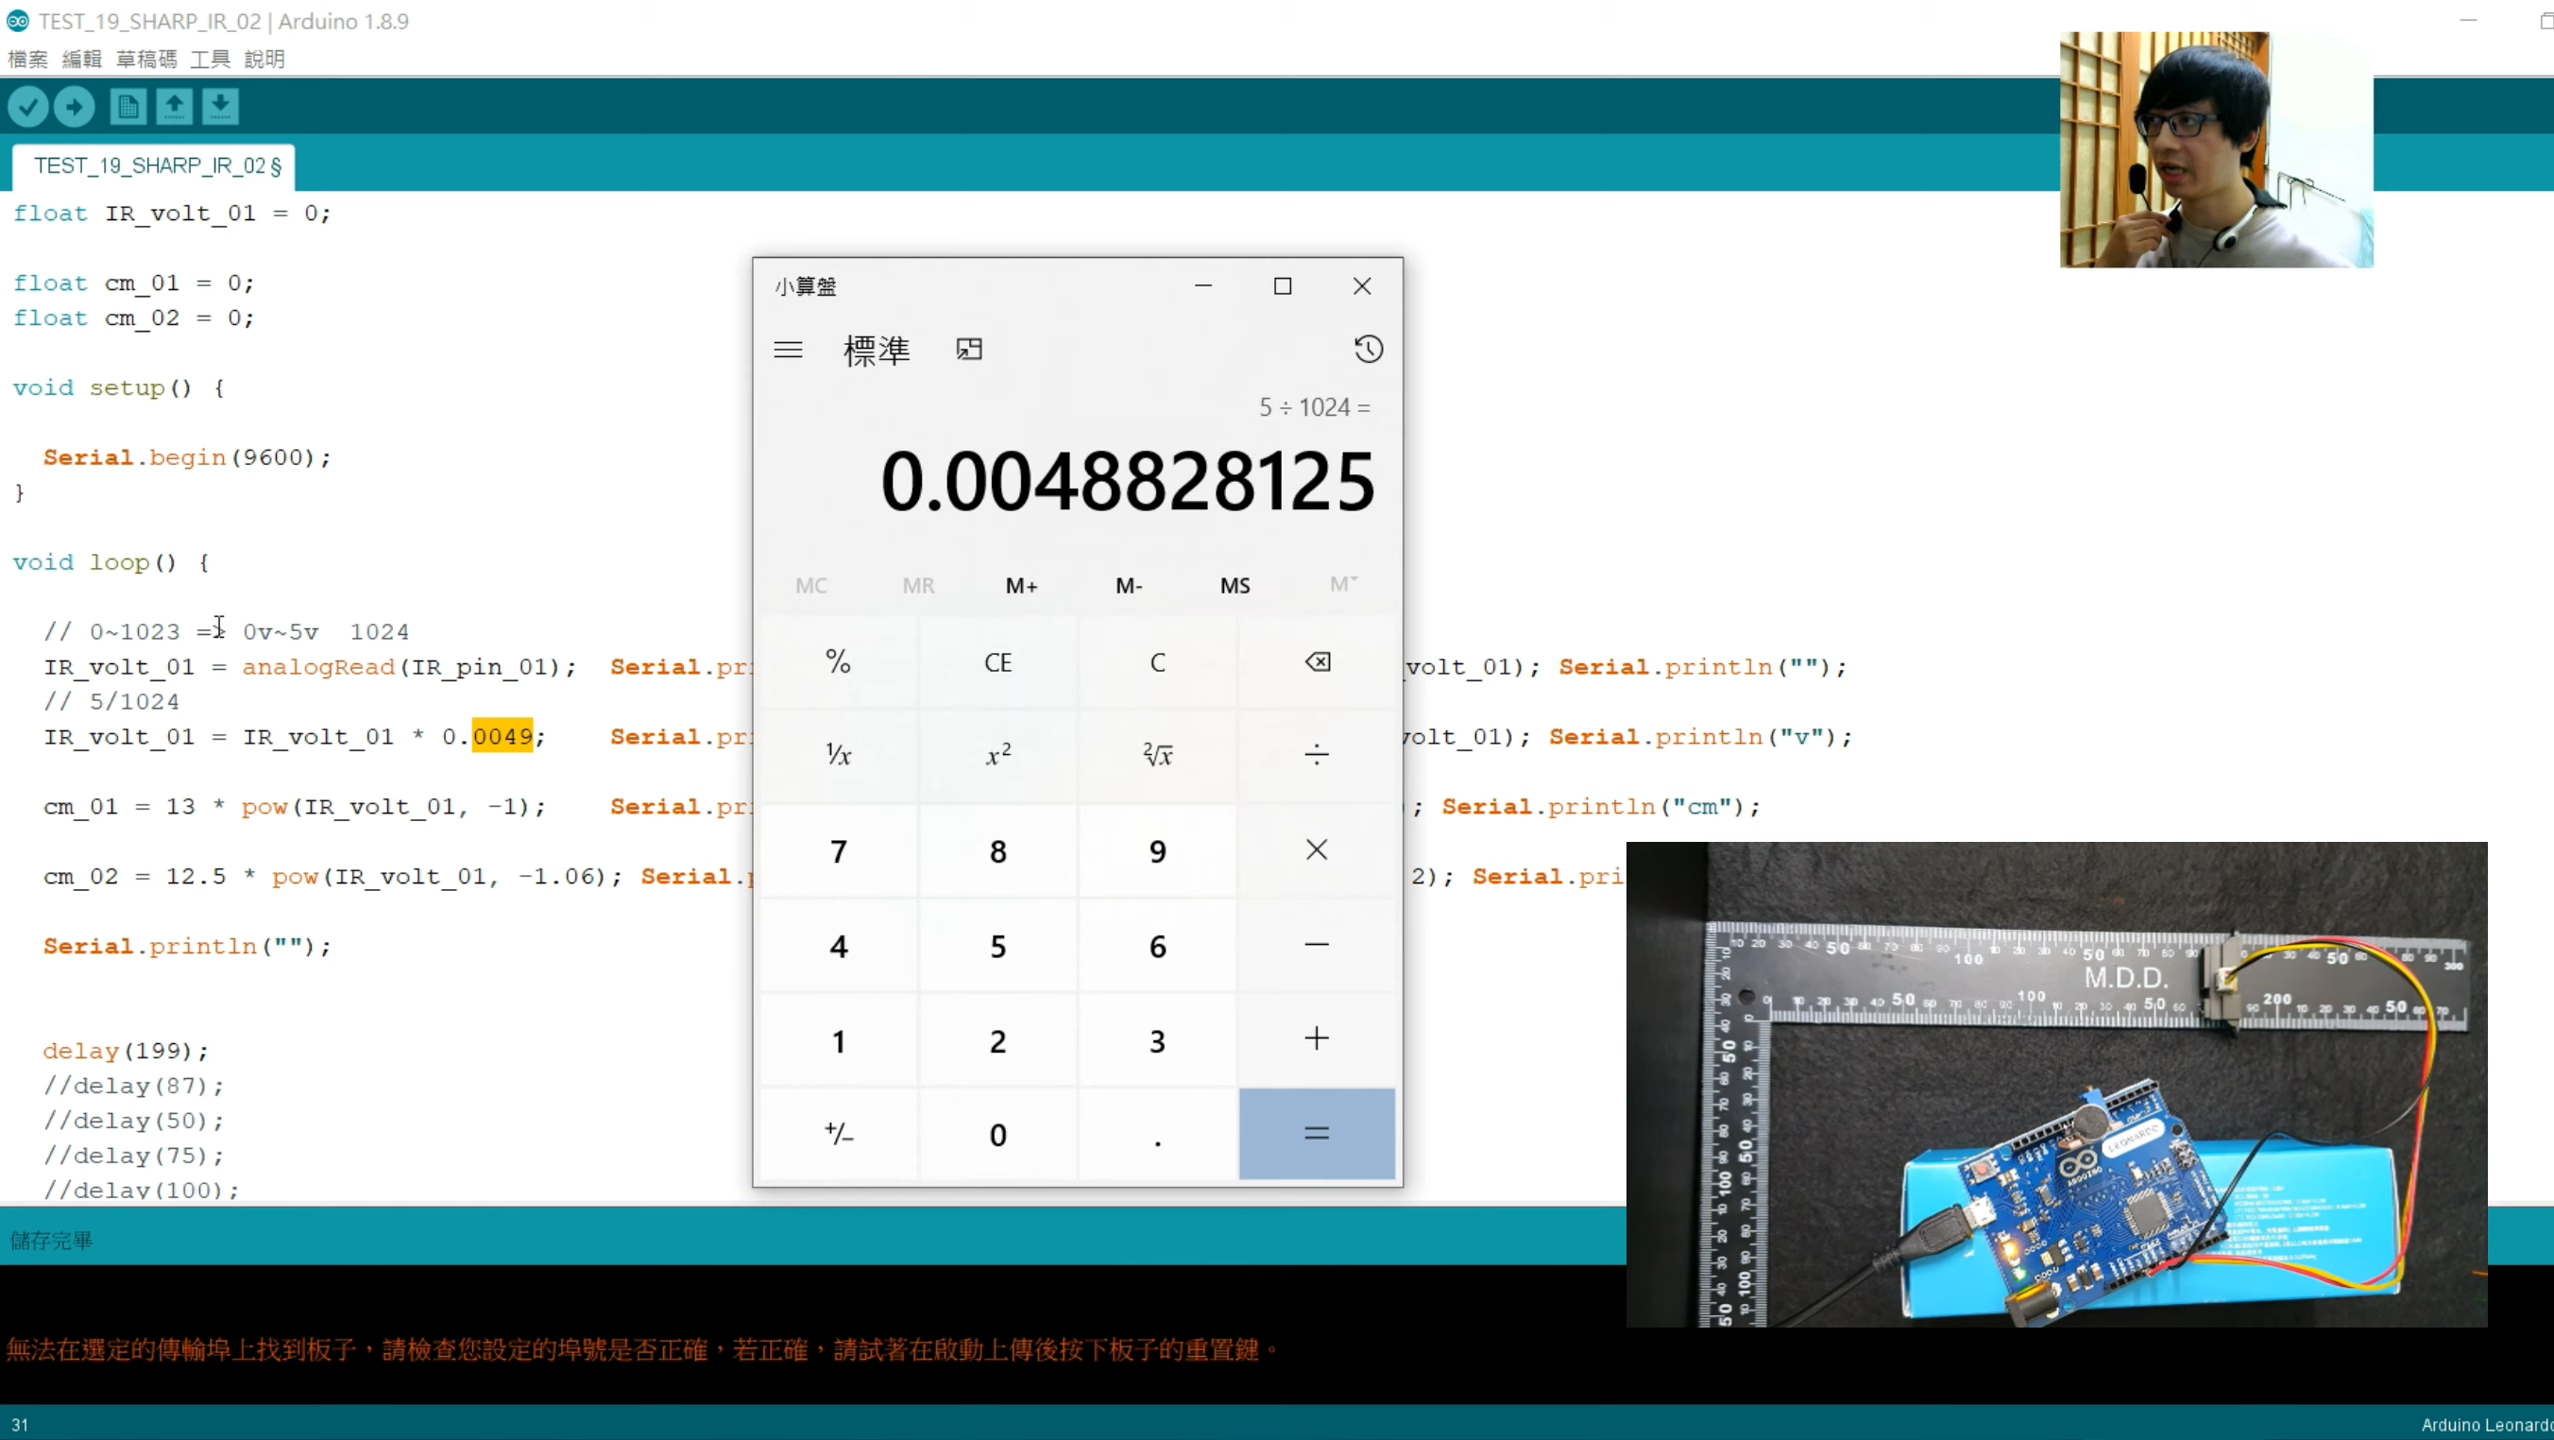 TEST_19_SHARP_IR_02 | Arduino 1.8.9
檔案 編輯 草稿碼 工具 說明
TEST_19_SHARP_IR_02 §
float IR_volt_01 = 0;
float cm_01 = 0;
float cm_02 = 0;
void setup() {
Serial.begin(9600);
}
void loop() {
// 0~1023 => 0v~5v 1024
IR_volt_01 = analogRead(IR_pin_01); Serial.pri volt_01); Serial.println("");
// 5/1024
IR_volt_01 = IR_volt_01 * 0.0049; Serial.pri volt_01); Serial.println("v");
cm_01 = 13 * pow(IR_volt_01, -1); Serial.pri ; Serial.println("cm");
cm_02 = 12.5 * pow(IR_volt_01, -1.06); Serial. 2); Serial.pri
Serial.println("");
delay(199);
//delay(87);
//delay(50);
//delay(75);
//delay(100);
儲存完畢
無法在選定的傳輸埠上找到板子，請檢查您設定的埠號是否正確，若正確，請試著在啟動上傳後按下板子的重置鍵。
31
Arduino Leonardo
小算盤
標準
5 ÷ 1024 =
0.0048828125
MC MR M+ M- MS M˅
% CE C
¹/x x² ²√x ÷
7 8 9 ×
4 5 6 −
1 2 3 +
+/− 0 . =
M.D.D.
LEONARDO